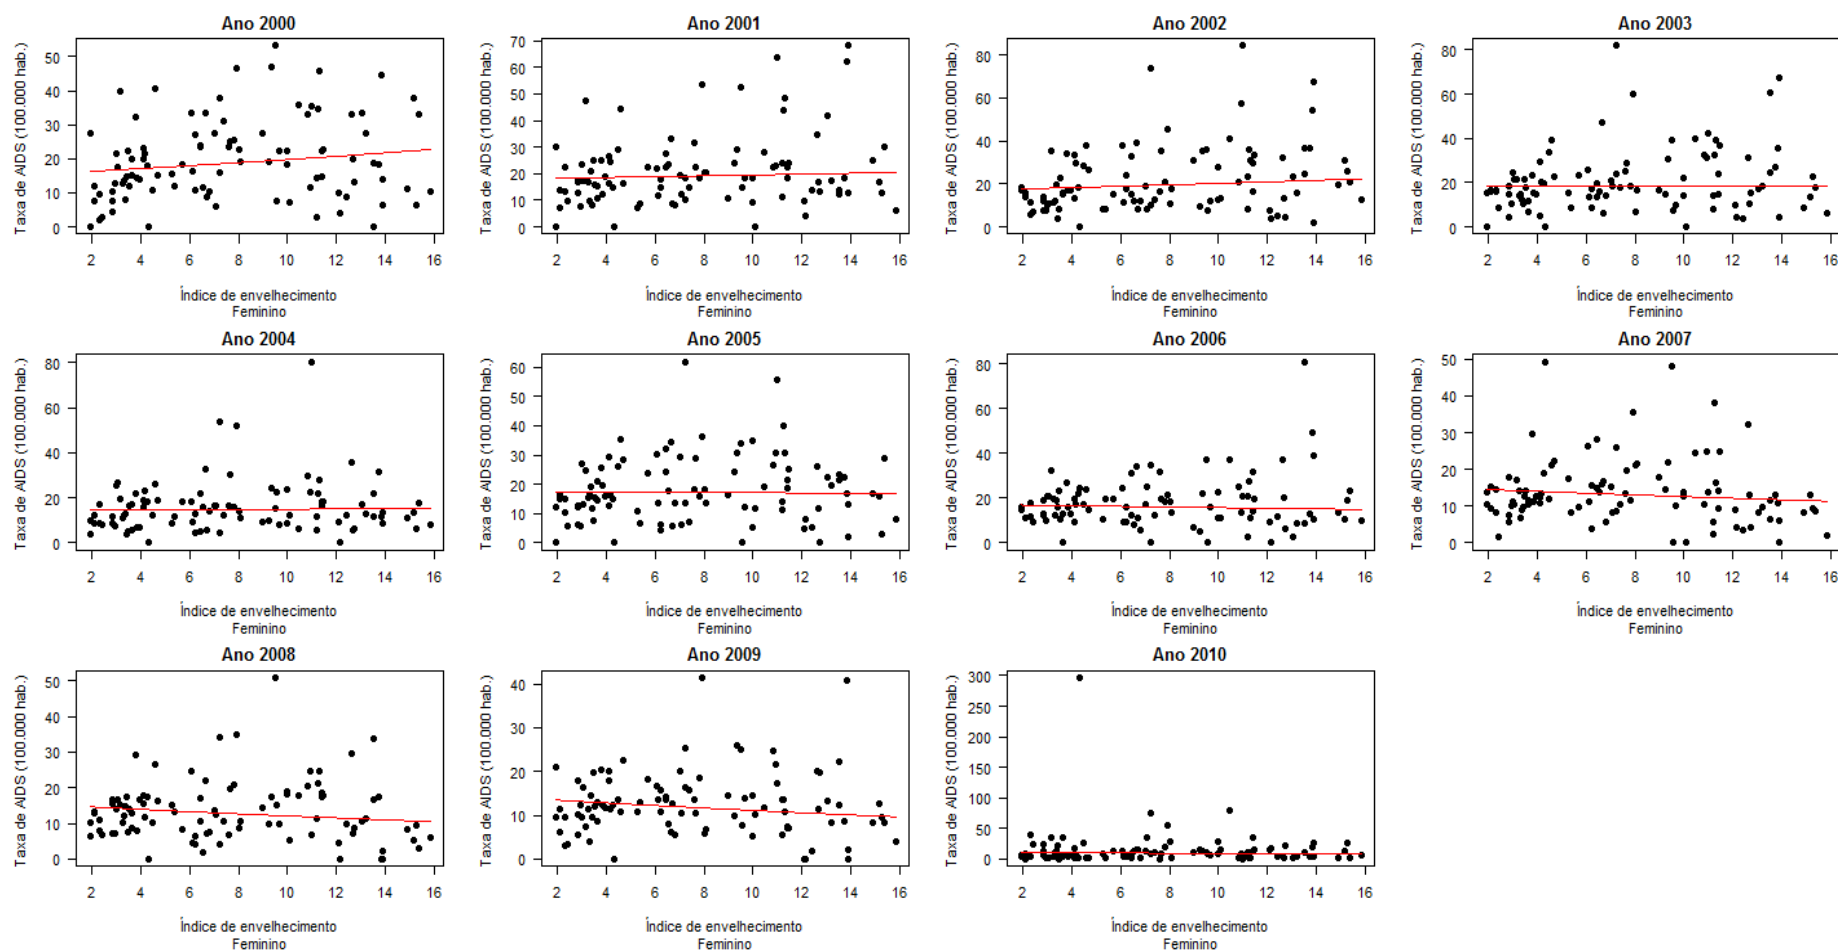 Ano 2000
Taxa de AIDS (100.000 hab.)
50
40
30
20
10
0
2 4 6 8 10 12 14 16
Índice de envelhecimento
Feminino
Ano 2001
Taxa de AIDS (100.000 hab.)
70
60
50
40
30
20
10
0
2 4 6 8 10 12 14 16
Índice de envelhecimento
Feminino
Ano 2002
Taxa de AIDS (100.000 hab.)
80
60
40
20
0
2 4 6 8 10 12 14 16
Índice de envelhecimento
Feminino
Ano 2003
Taxa de AIDS (100.000 hab.)
80
60
40
20
0
2 4 6 8 10 12 14 16
Índice de envelhecimento
Feminino
Ano 2004
Taxa de AIDS (100.000 hab.)
80
60
40
20
0
2 4 6 8 10 12 14 16
Índice de envelhecimento
Feminino
Ano 2005
Taxa de AIDS (100.000 hab.)
60
50
40
30
20
10
0
2 4 6 8 10 12 14 16
Índice de envelhecimento
Feminino
Ano 2006
Taxa de AIDS (100.000 hab.)
80
60
40
20
0
2 4 6 8 10 12 14 16
Índice de envelhecimento
Feminino
Ano 2007
Taxa de AIDS (100.000 hab.)
50
40
30
20
10
0
2 4 6 8 10 12 14 16
Índice de envelhecimento
Feminino
Ano 2008
Taxa de AIDS (100.000 hab.)
50
40
30
20
10
0
2 4 6 8 10 12 14 16
Índice de envelhecimento
Feminino
Ano 2009
Taxa de AIDS (100.000 hab.)
40
30
20
10
0
2 4 6 8 10 12 14 16
Índice de envelhecimento
Feminino
Ano 2010
Taxa de AIDS (100.000 hab.)
300
250
200
150
100
50
0
2 4 6 8 10 12 14 16
Índice de envelhecimento
Feminino